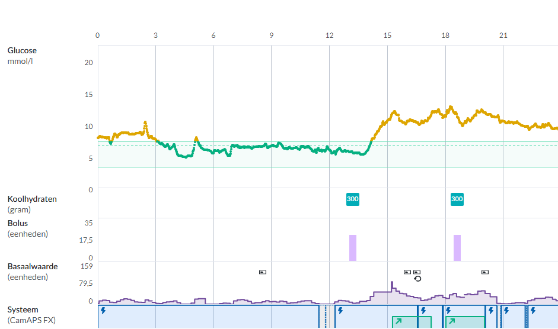 0 3 6 9 12 15 18 21
Glucose
mmol/l
20
15
10
5
0
Koolhydraten
(gram)
300 300
Bolus
(eenheden)
35
17,5
0
Basaalwaarde
(eenheden)
159
79.5
0
Systeem
(CamAPS FX)